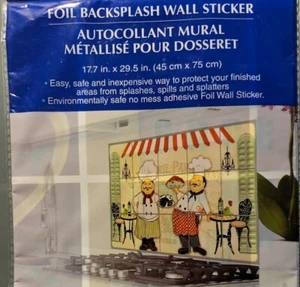 FOIL BACKSPLASH WALL STICKER
AUTOCOLLANT MURAL
MÉTALLISÉ POUR DOSSERET
17.7 in. x 29.5 in. (45 cm x 75 cm)
• Easy, safe and inexpensive way to protect your finished
areas from splashes, spills and splatters
• Environmentally safe no mess adhesive Foil Wall Sticker.